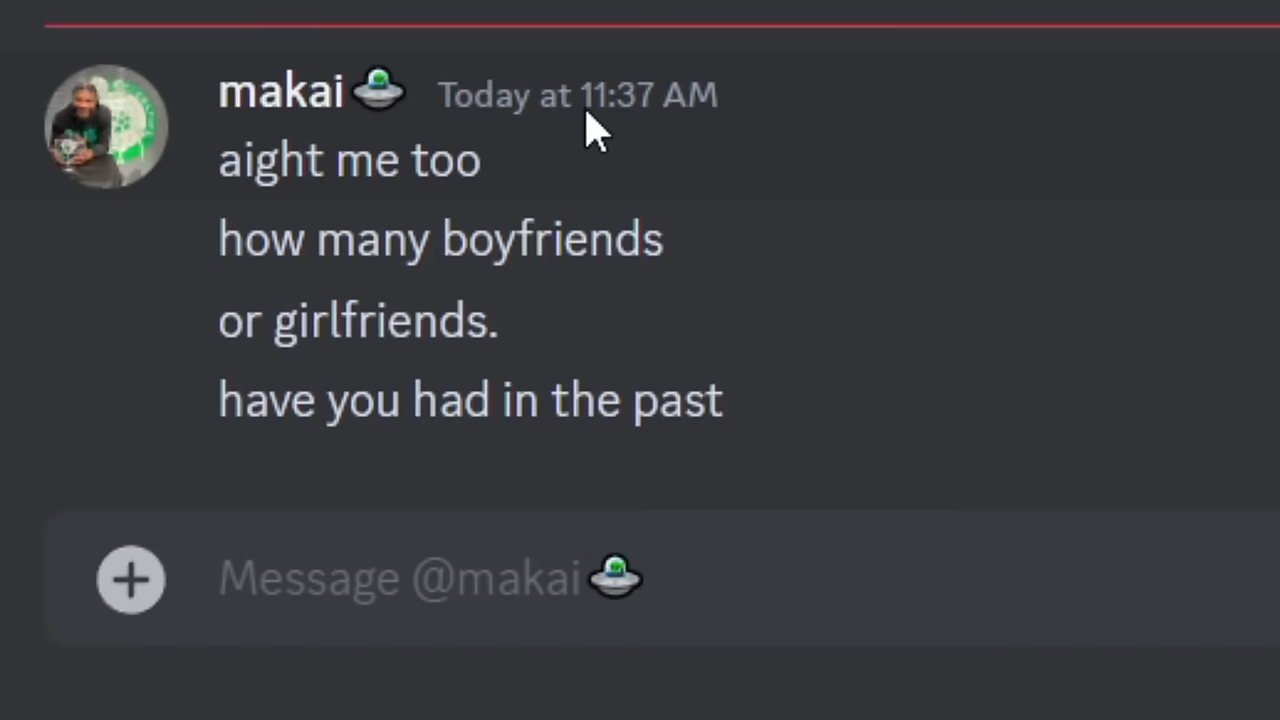 makai🛸 Today at 11:37 AM
aight me too
how many boyfriends
or girlfriends.
have you had in the past
Message @makai🛸